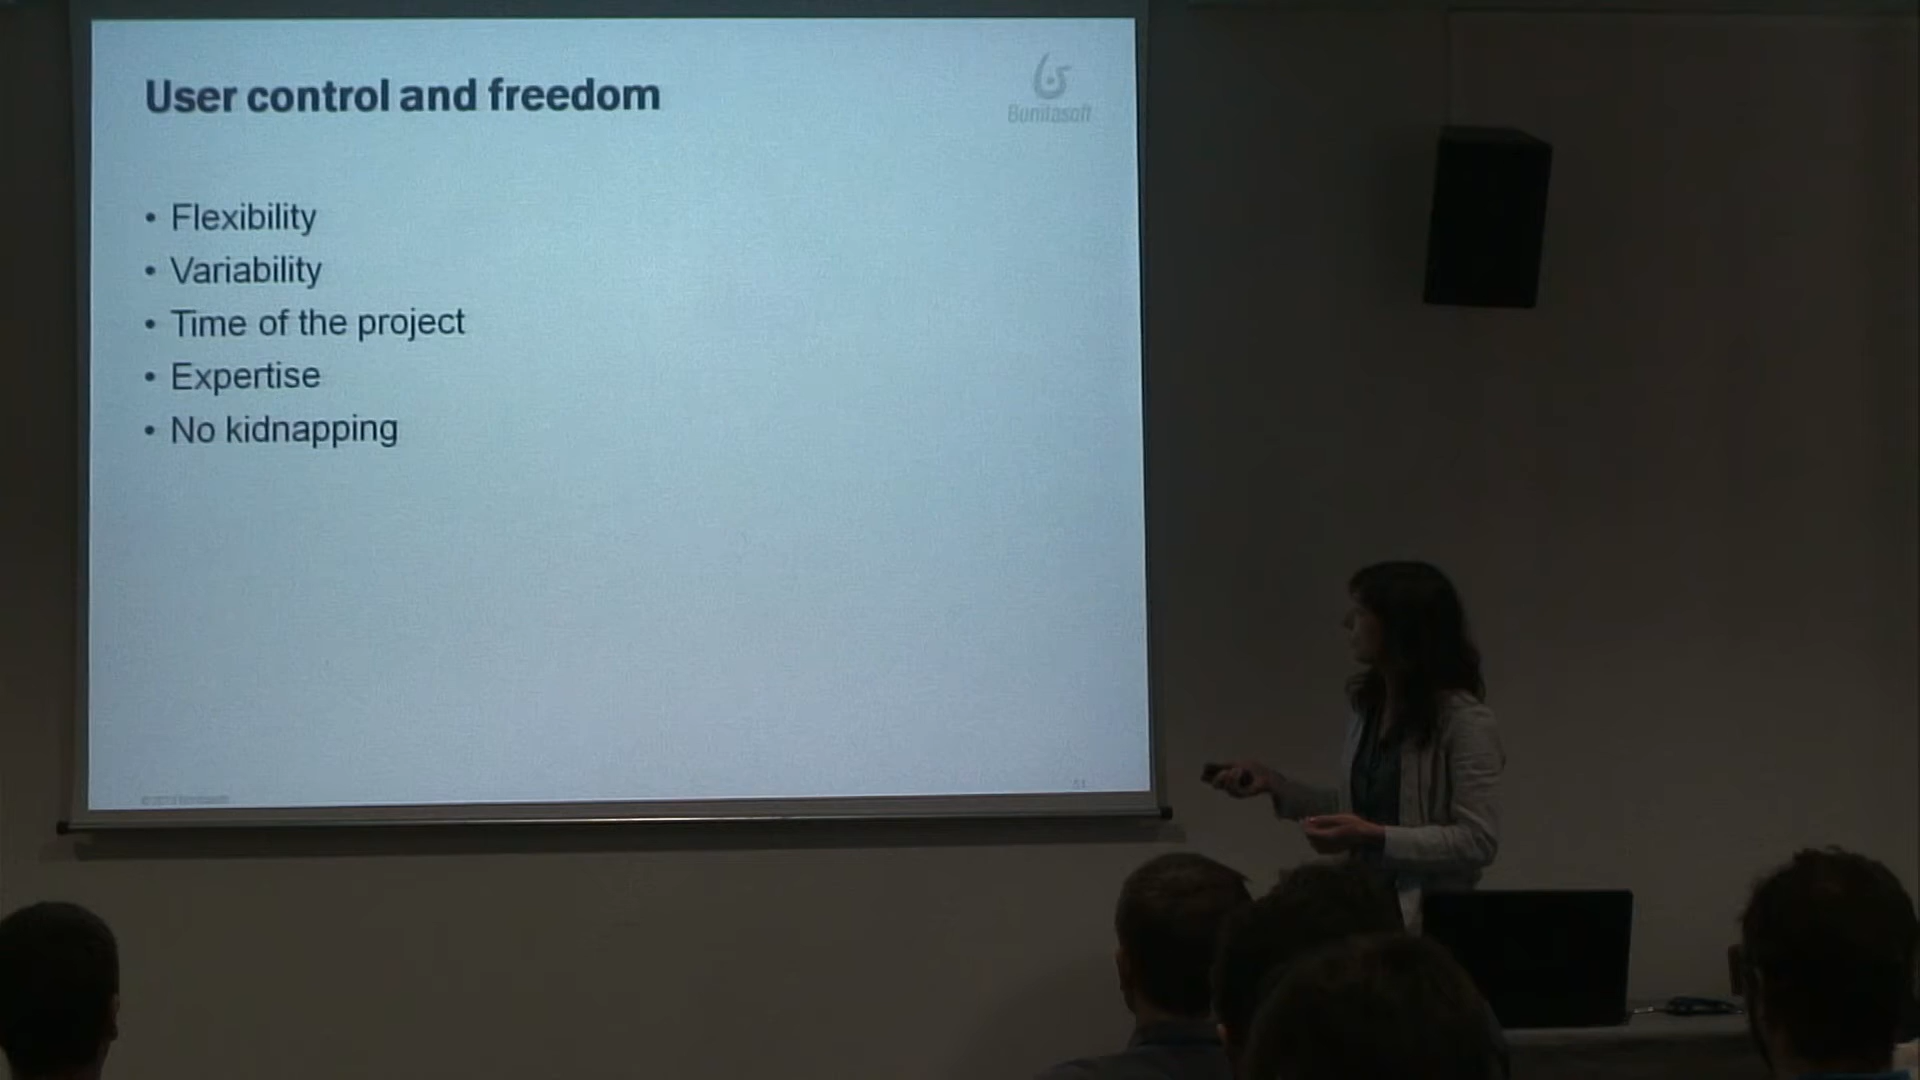 User control and freedom
Bonitasoft
• Flexibility
• Variability
• Time of the project
• Expertise
• No kidnapping